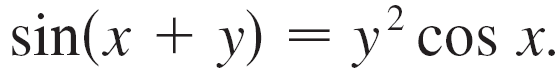 sin(x + y) = y² cos x.